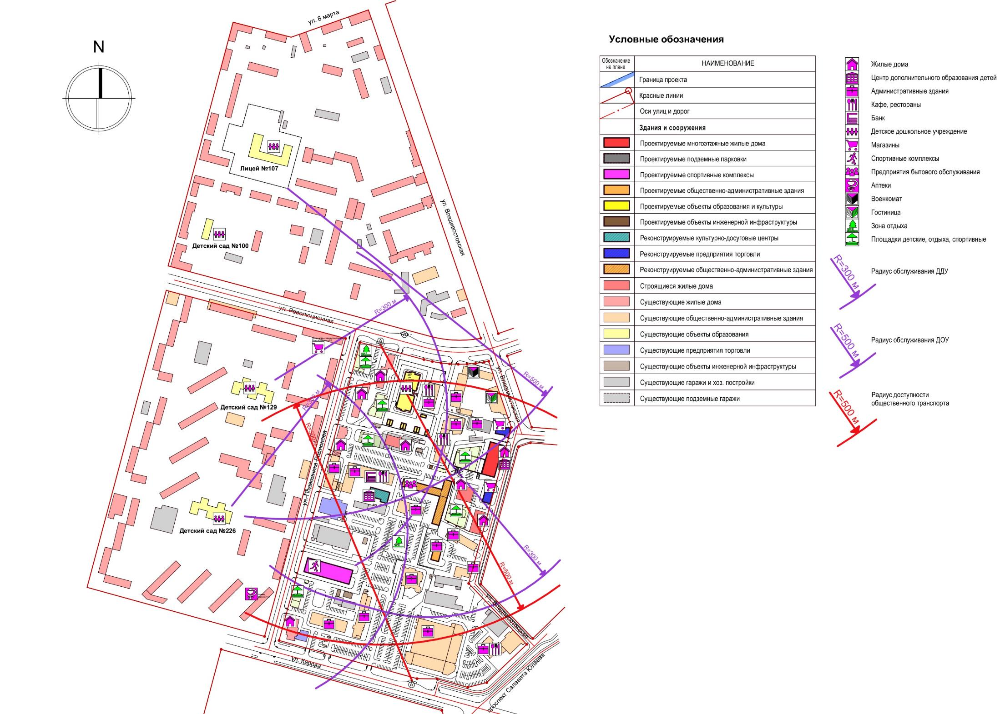 ул. 8 марта
N
Лицей №107
Детский сад №100
ул. Владивостокская
ул. Революционная
R=300 м
R=500 м
Детский сад №129
R=300 м
R=500 м
ул. Владивостокская
ул. Подводника Родионова
Детский сад №226
R=300 м
R=500 м
ул. Владивостокская
ул. Кирова
проспект Салавата Юлаева
А
А
А
Условные обозначения
Обозначение на плане
НАИМЕНОВАНИЕ
Граница проекта
Красные линии
Оси улиц и дорог
Здания и сооружения
Проектируемые многоэтажные жилые дома
Проектируемые подземные парковки
Проектируемые спортивные комплексы
Проектируемые общественно-административные здания
Проектируемые объекты образования и культуры
Проектируемые объекты инженерной инфраструктуры
Реконструируемые культурно-досуговые центры
Реконструируемые предприятия торговли
Реконструируемые общественно-административные здания
Строящиеся жилые дома
Существующие жилые дома
Существующие общественно-административные здания
Существующие объекты образования
Существующие предприятия торговли
Существующие объекты инженерной инфраструктуры
Существующие гаражи и хоз. постройки
Существующие подземные гаражи
Жилые дома
Центр дополнительного образования детей
Административные здания
Кафе, рестораны
Банк
Детское дошкольное учреждение
Магазины
Спортивные комплексы
Предприятия бытового обслуживания
Аптеки
Военкомат
Гостиница
Зона отдыха
Площадки детские, отдыха, спортивные
R=300 м
Радиус обслуживания ДДУ
R=500 м
Радиус обслуживания ДОУ
R=500 м
Радиус доступности
общественного транспорта